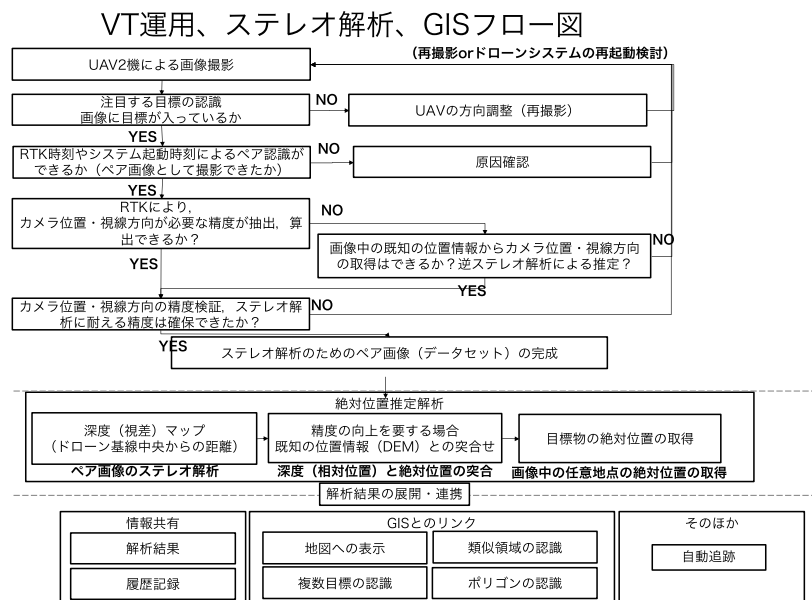 VT運用、ステレオ解析、GISフロー図
（再撮影orドローンシステムの再起動検討）
UAV2機による画像撮影
注目する目標の認識
画像に目標が入っているか
NO
UAVの方向調整（再撮影）
YES
RTK時刻やシステム起動時刻によるペア認識が
できるか（ペア画像として撮影できたか）
NO
原因確認
YES
RTKにより，
カメラ位置・視線方向が必要な精度が抽出，算
出できるか？
NO
画像中の既知の位置情報からカメラ位置・視線方向
の取得はできるか？逆ステレオ解析による推定？
NO
YES
YES
カメラ位置・視線方向の精度検証，ステレオ解
析に耐える精度は確保できたか？
NO
YES
ステレオ解析のためのペア画像（データセット）の完成
絶対位置推定解析
深度（視差）マップ
（ドローン基線中央からの距離）
精度の向上を要する場合
既知の位置情報（DEM）との突合せ
目標物の絶対位置の取得
ペア画像のステレオ解析
深度（相対位置）と絶対位置の突合
画像中の任意地点の絶対位置の取得
解析結果の展開・連携
情報共有
解析結果
履歴記録
GISとのリンク
地図への表示
類似領域の認識
複数目標の認識
ポリゴンの認識
そのほか
自動追跡